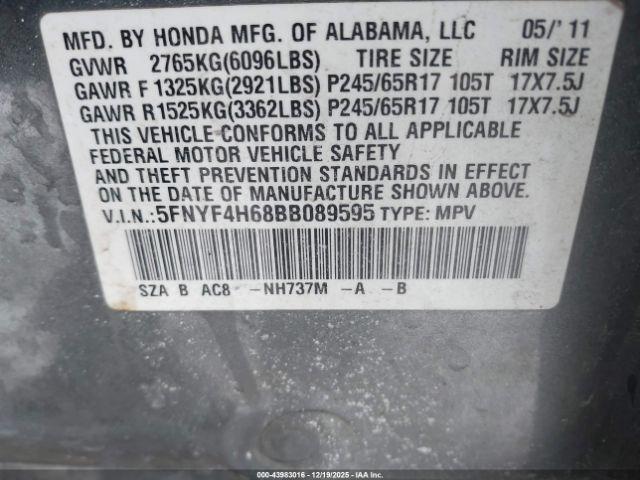 MFD. BY HONDA MFG. OF ALABAMA, LLC 05/'11
GVWR 2765KG(6096LBS) TIRE SIZE RIM SIZE
GAWR F 1325KG(2921LBS) P245/65R17 105T 17X7.5J
GAWR R1525KG(3362LBS) P245/65R17 105T 17X7.5J
THIS VEHICLE CONFORMS TO ALL APPLICABLE
FEDERAL MOTOR VEHICLE SAFETY
AND THEFT PREVENTION STANDARDS IN EFFECT
ON THE DATE OF MANUFACTURE SHOWN ABOVE.
V.I.N.:5FNYF4H68BB089595 TYPE: MPV
SZA B AC8 -NH737M -A -B
000-43983016 - 12/19/2025 - IAAI.COM